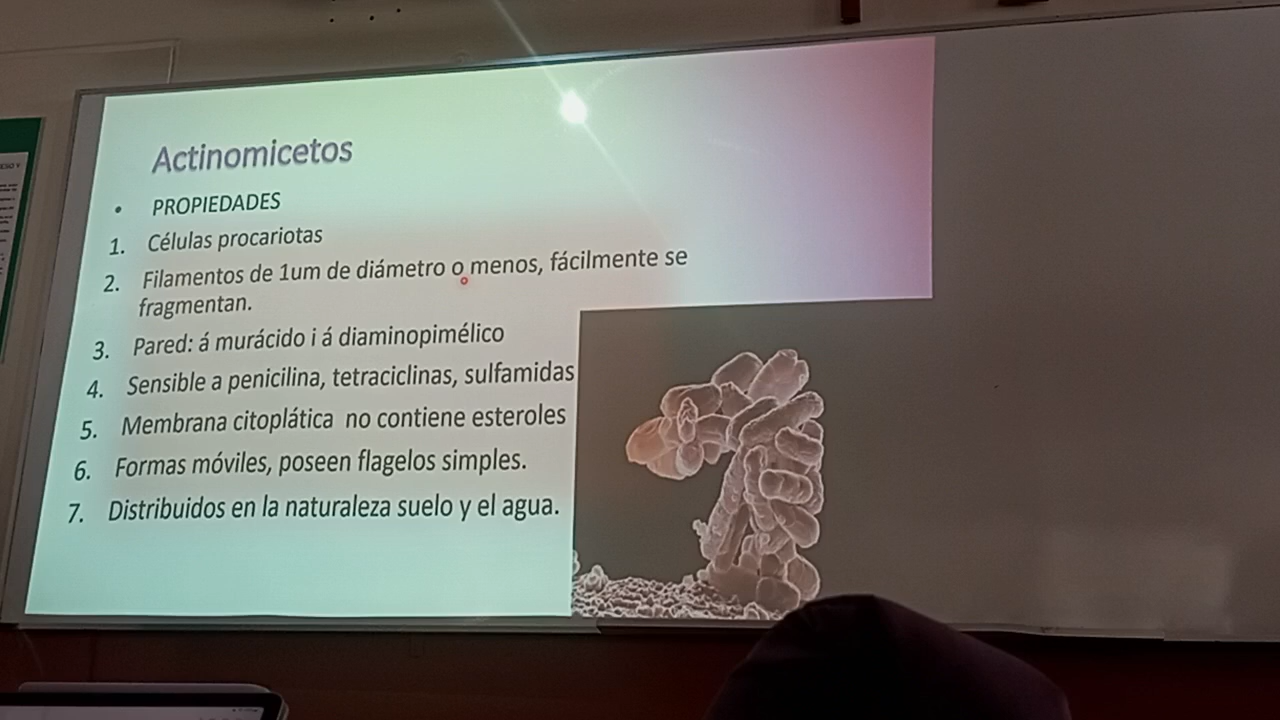 Actinomicetos
• PROPIEDADES
1. Células procariotas
2. Filamentos de 1um de diámetro o menos, fácilmente se
fragmentan.
3. Pared: á murácido i á diaminopimélico
4. Sensible a penicilina, tetraciclinas, sulfamidas
5. Membrana citoplática no contiene esteroles
6. Formas móviles, poseen flagelos simples.
7. Distribuidos en la naturaleza suelo y el agua.